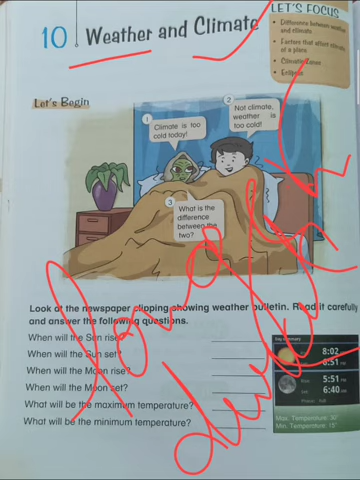 10 Weather and Climate
LET'S FOCUS
Difference between weather and climate
Factors that affect climate of a place
Climatic Zones
Let's Begin
1
Climate is too
cold today!
2
Not climate,
weather is
too cold!
3
What is the
difference
between the
two?
Look at the newspaper clipping showing weather bulletin. Read it carefully
and answer the following questions.
When will the Sun rise?
When will the Sun set?
When will the Moon rise?
When will the Moon set?
What will be the maximum temperature?
What will be the minimum temperature?
8:02
6:51 PM
5:51 PM
6:40
Max. Temperature: 30°
Min. Temperature: 15°